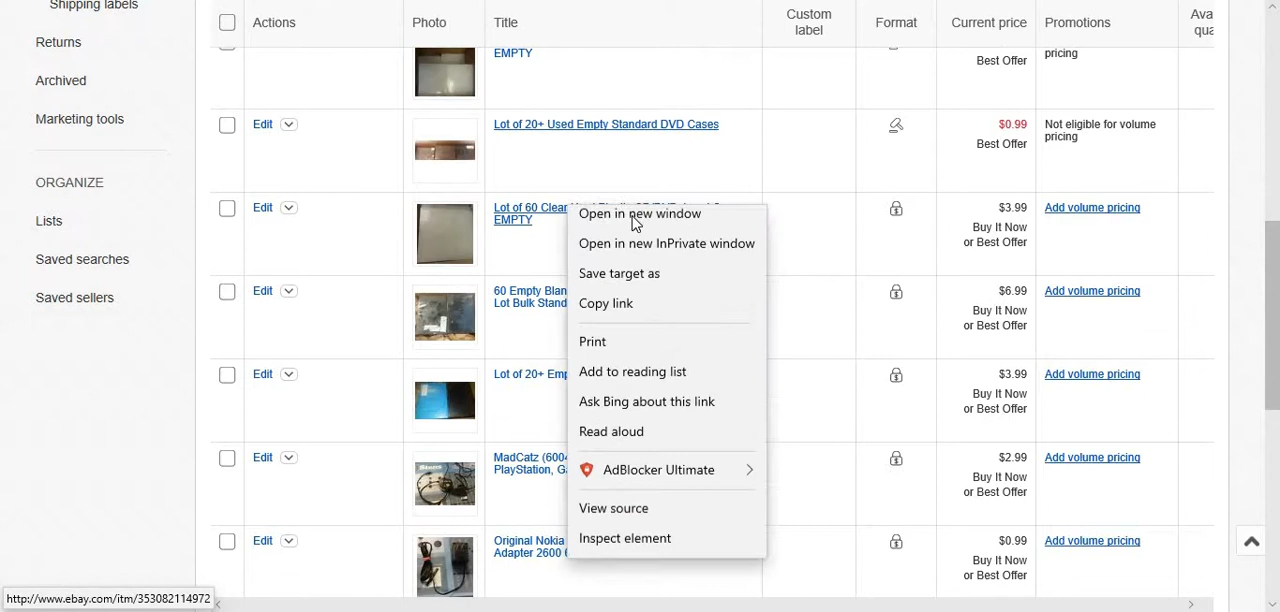 Shipping labels
Returns
Archived
Marketing tools
ORGANIZE
Lists
Saved searches
Saved sellers
Actions
Photo
Title
Custom
label
Format
Current price
Promotions
Ava
qua
EMPTY
Best Offer
pricing
Edit
Lot of 20+ Used Empty Standard DVD Cases
$0.99
Best Offer
Not eligible for volume
pricing
Edit
Lot of 60 Clear
EMPTY
$3.99
Buy It Now
or Best Offer
Add volume pricing
Edit
60 Empty Blan
Lot Bulk Stand
$6.99
Buy It Now
or Best Offer
Add volume pricing
Edit
Lot of 20+ Emp
$3.99
Buy It Now
or Best Offer
Add volume pricing
Edit
MadCatz (6004
PlayStation, Ga
$2.99
Buy It Now
or Best Offer
Add volume pricing
Edit
Original Nokia
Adapter 2600 6
$0.99
Buy It Now
or Best Offer
Add volume pricing
Open in new window
Open in new InPrivate window
Save target as
Copy link
Print
Add to reading list
Ask Bing about this link
Read aloud
AdBlocker Ultimate
View source
Inspect element
http://www.ebay.com/itm/353082114972